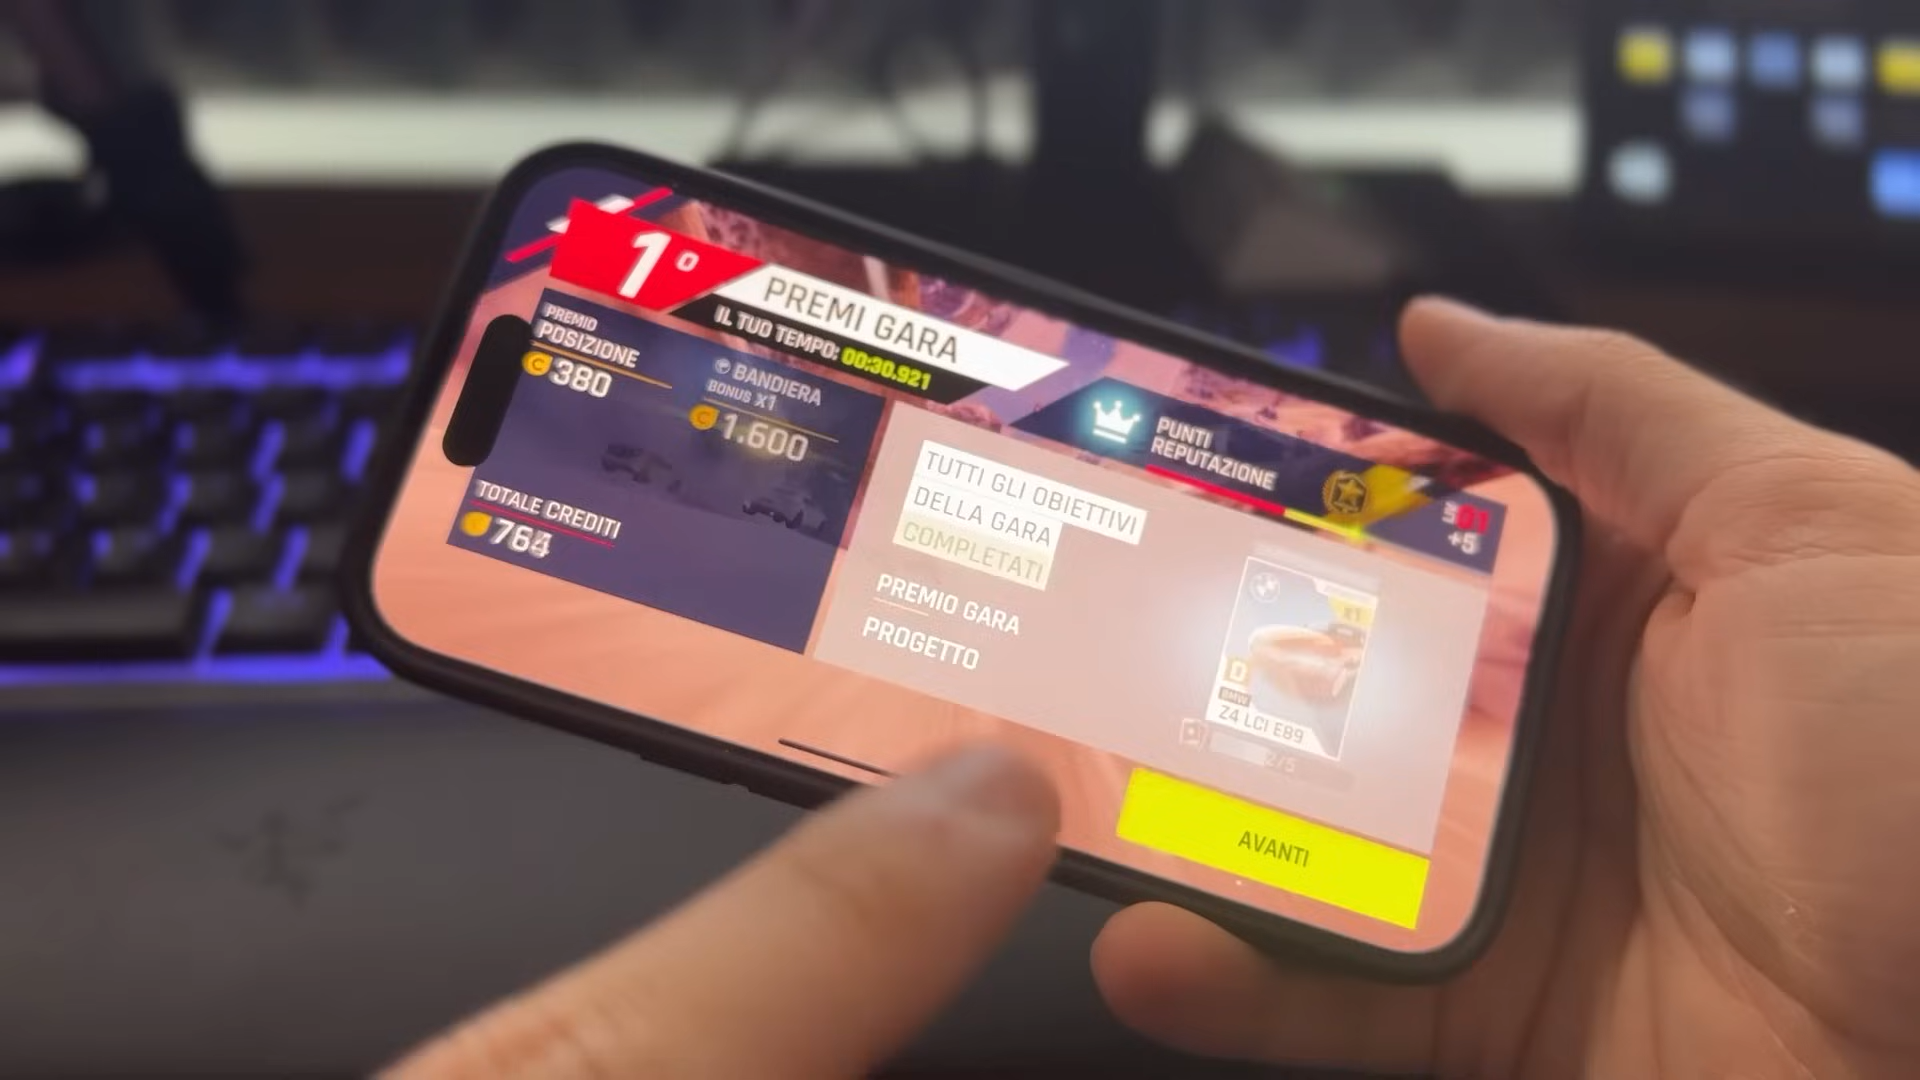 1°
PREMI GARA
IL TUO TEMPO: 00:30.921
PREMIO
POSIZIONE
380
BANDIERA
BONUS X1
1.600
TOTALE CREDITI
764
PUNTI
REPUTAZIONE
+5
TUTTI GLI OBIETTIVI
DELLA GARA
COMPLETATI
PREMIO GARA
PROGETTO
X1
D
BMW
Z4 LCI E89
2/5
AVANTI